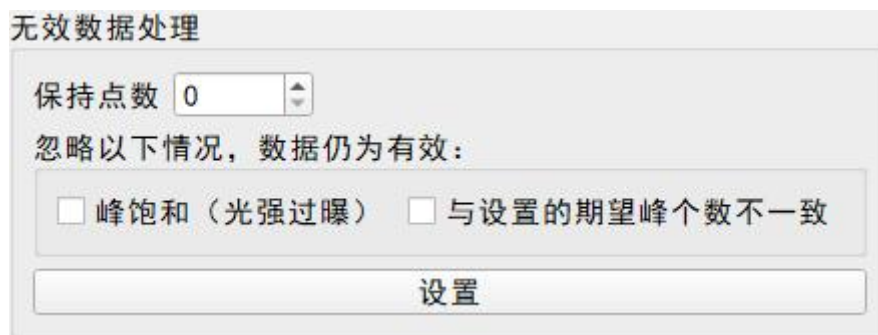 无效数据处理
保持点数 0
忽略以下情况，数据仍为有效：
峰饱和（光强过曝） 与设置的期望峰个数不一致
设置